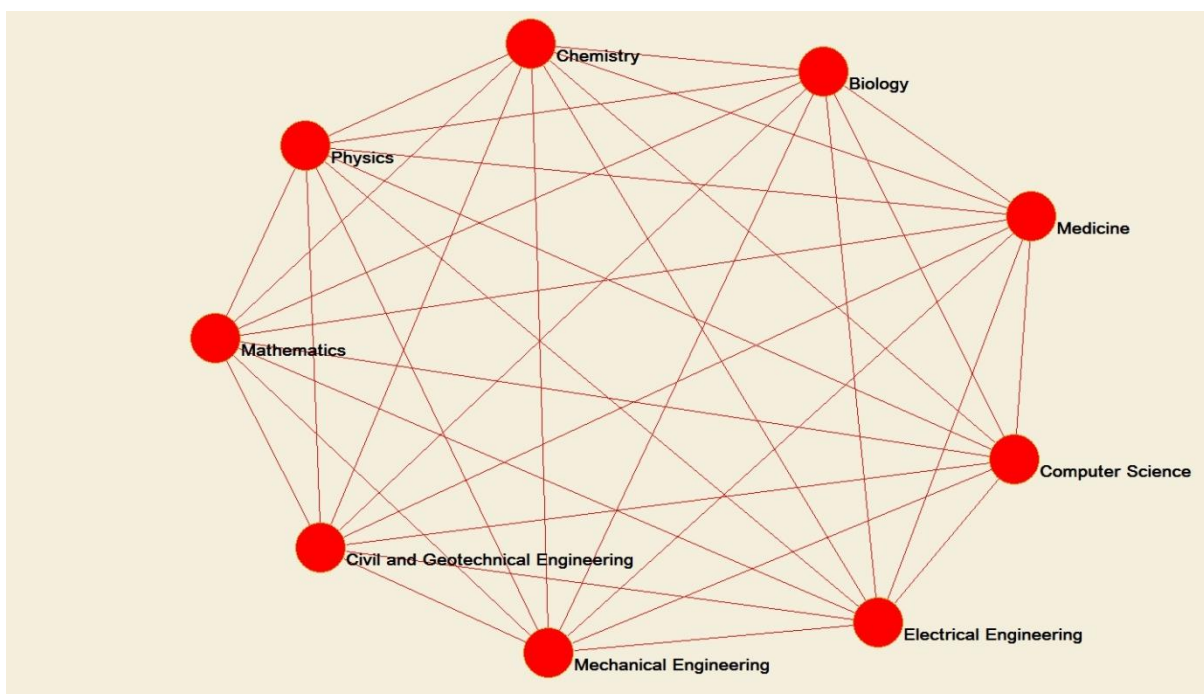 Chemistry
Biology
Physics
Medicine
Mathematics
Computer Science
Civil and Geotechnical Engineering
Electrical Engineering
Mechanical Engineering